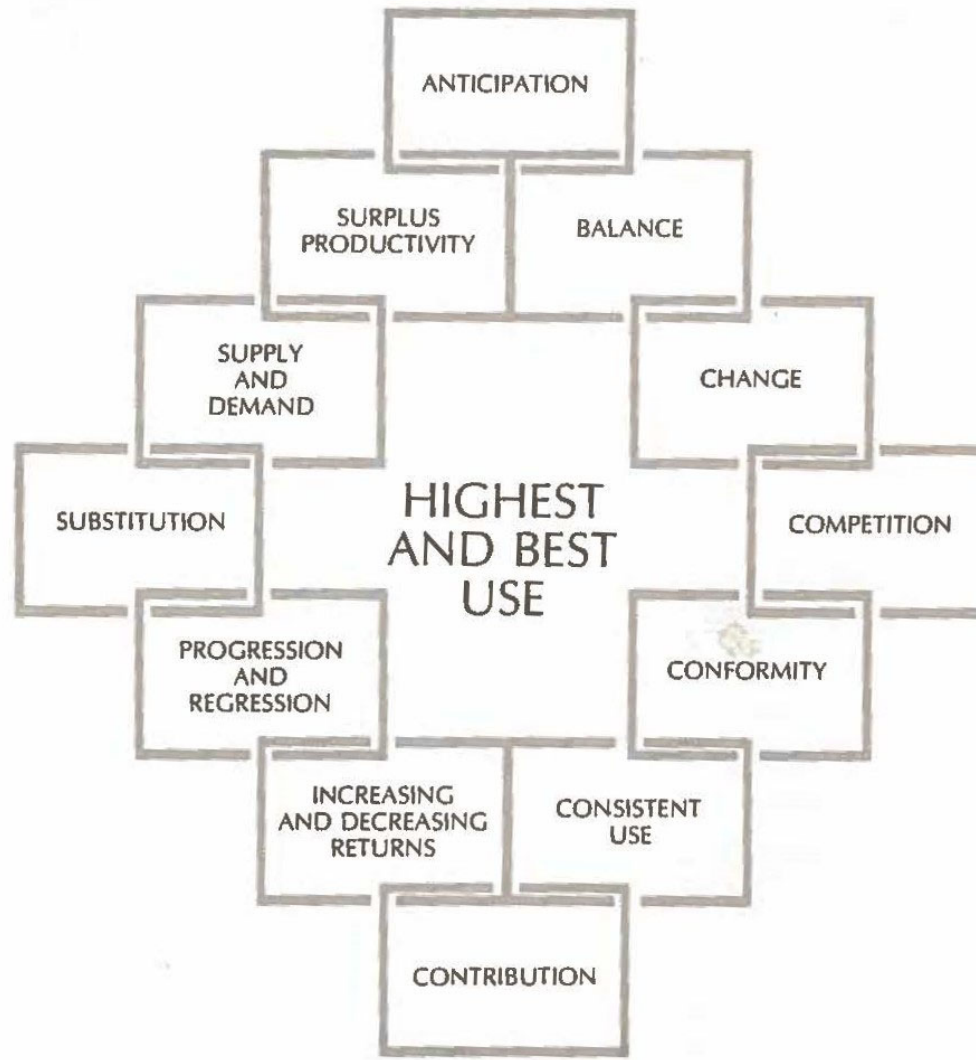 ANTICIPATION
SURPLUS
PRODUCTIVITY
BALANCE
SUPPLY
AND
DEMAND
CHANGE
SUBSTITUTION
HIGHEST
AND BEST
USE
COMPETITION
PROGRESSION
AND
REGRESSION
CONFORMITY
INCREASING
AND DECREASING
RETURNS
CONSISTENT
USE
CONTRIBUTION